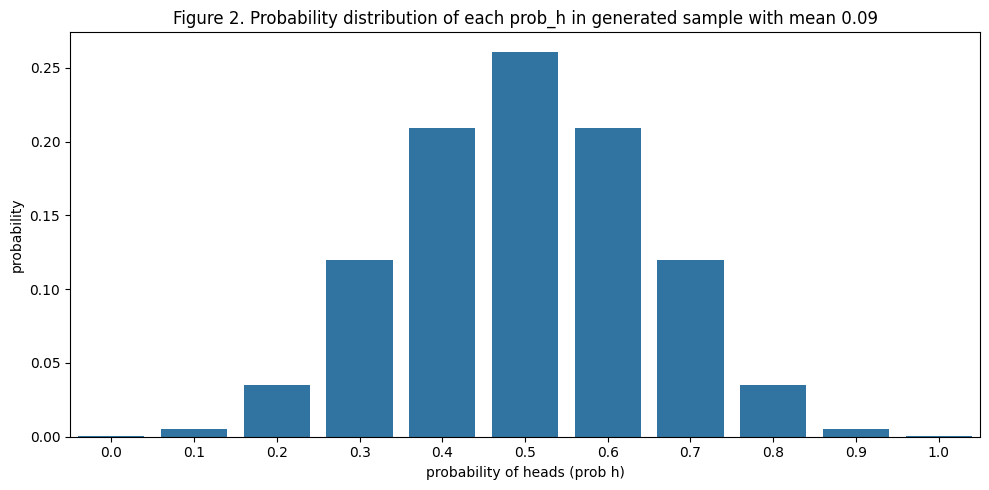 Figure 2. Probability distribution of each prob_h in generated sample with mean 0.09
probability
0.25
0.20
0.15
0.10
0.05
0.00
0.0 0.1 0.2 0.3 0.4 0.5 0.6 0.7 0.8 0.9 1.0
probability of heads (prob h)